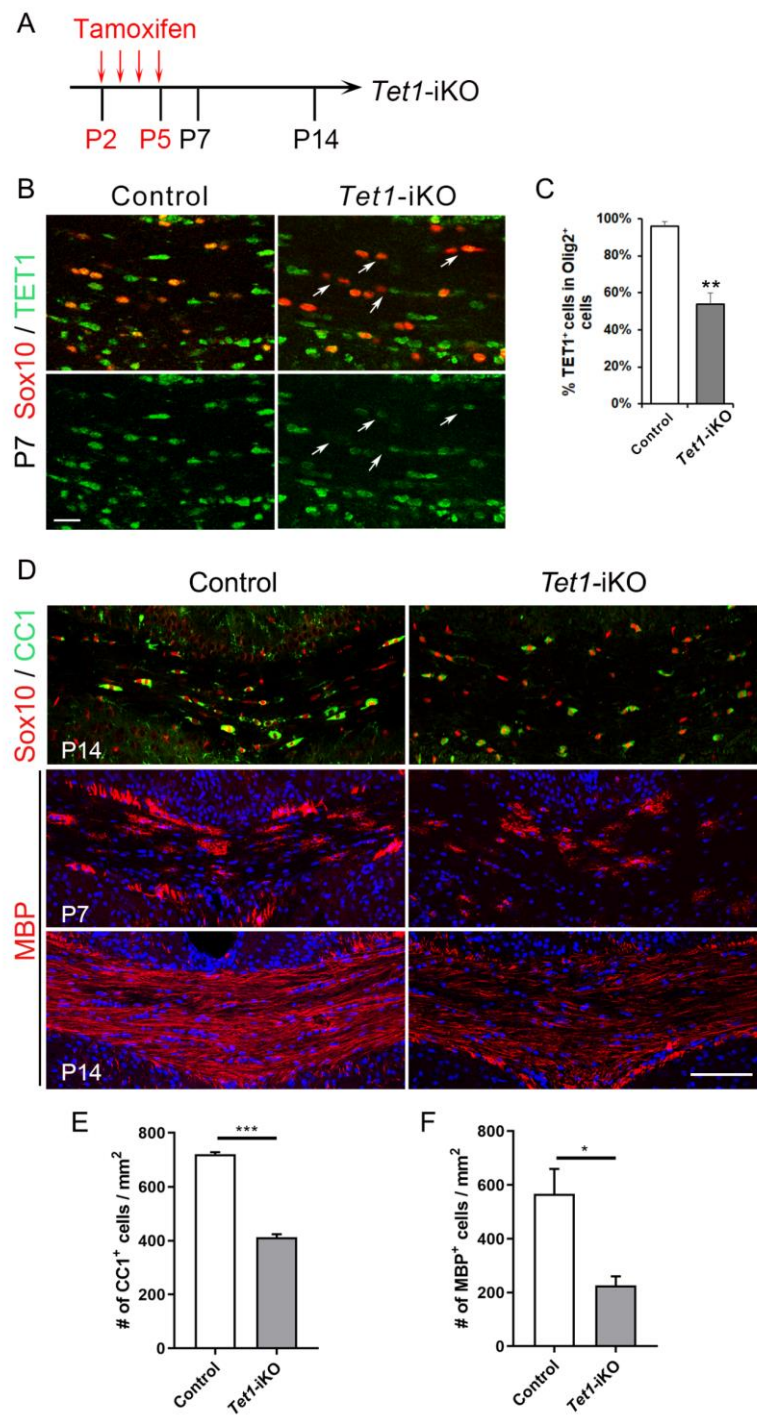 A
Tamoxifen
Tet1-iKO
P2 P5 P7 P14
B
Control Tet1-iKO
P7 Sox10 / TET1
C
100%
80%
60%
40%
20%
0%
% TET1⁺ cells in Olig2⁺
cells
**
Control
Tet1-iKO
D
Control Tet1-iKO
Sox10 / CC1
P14
MBP
P7
P14
E
800
600
400
200
0
# of CC1⁺ cells / mm²
***
Control
Tet1-iKO
F
800
600
400
200
0
# of MBP⁺ cells / mm²
*
Control
Tet1-iKO